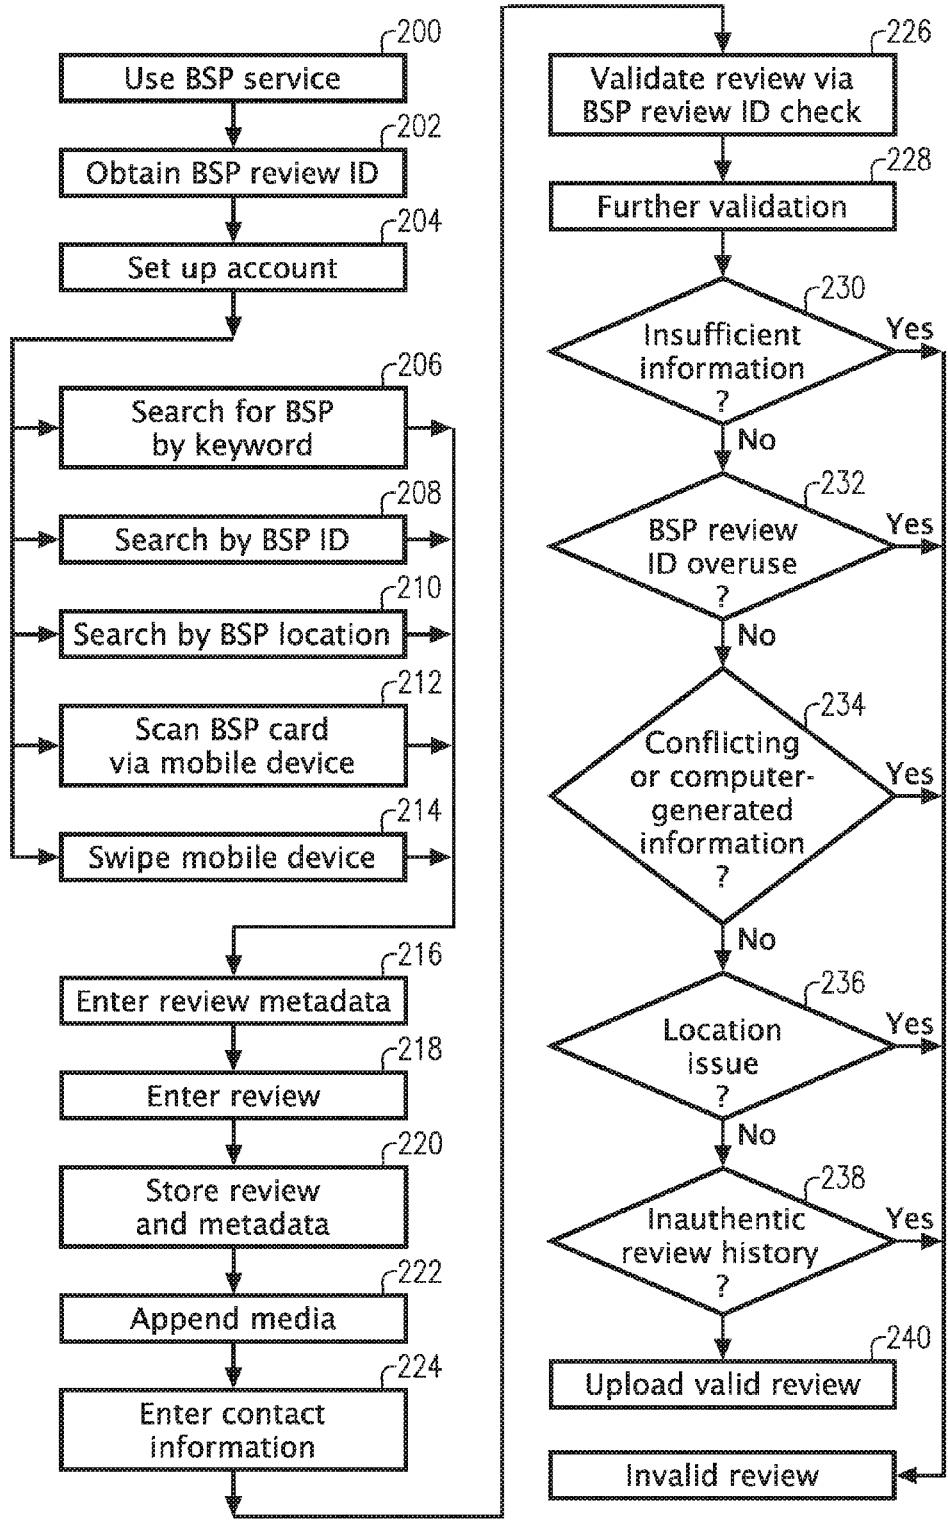 200
Use BSP service
202
Obtain BSP review ID
204
Set up account
206
Search for BSP
by keyword
208
Search by BSP ID
210
Search by BSP location
212
Scan BSP card
via mobile device
214
Swipe mobile device
216
Enter review metadata
218
Enter review
220
Store review
and metadata
222
Append media
224
Enter contact
information
226
Validate review via
BSP review ID check
228
Further validation
230
Insufficient
information
?
Yes
No
232
BSP review
ID overuse
?
Yes
No
234
Conflicting
or computer-
generated
information
?
Yes
No
236
Location
issue
?
Yes
No
238
Inauthentic
review history
?
Yes
240
Upload valid review
Invalid review